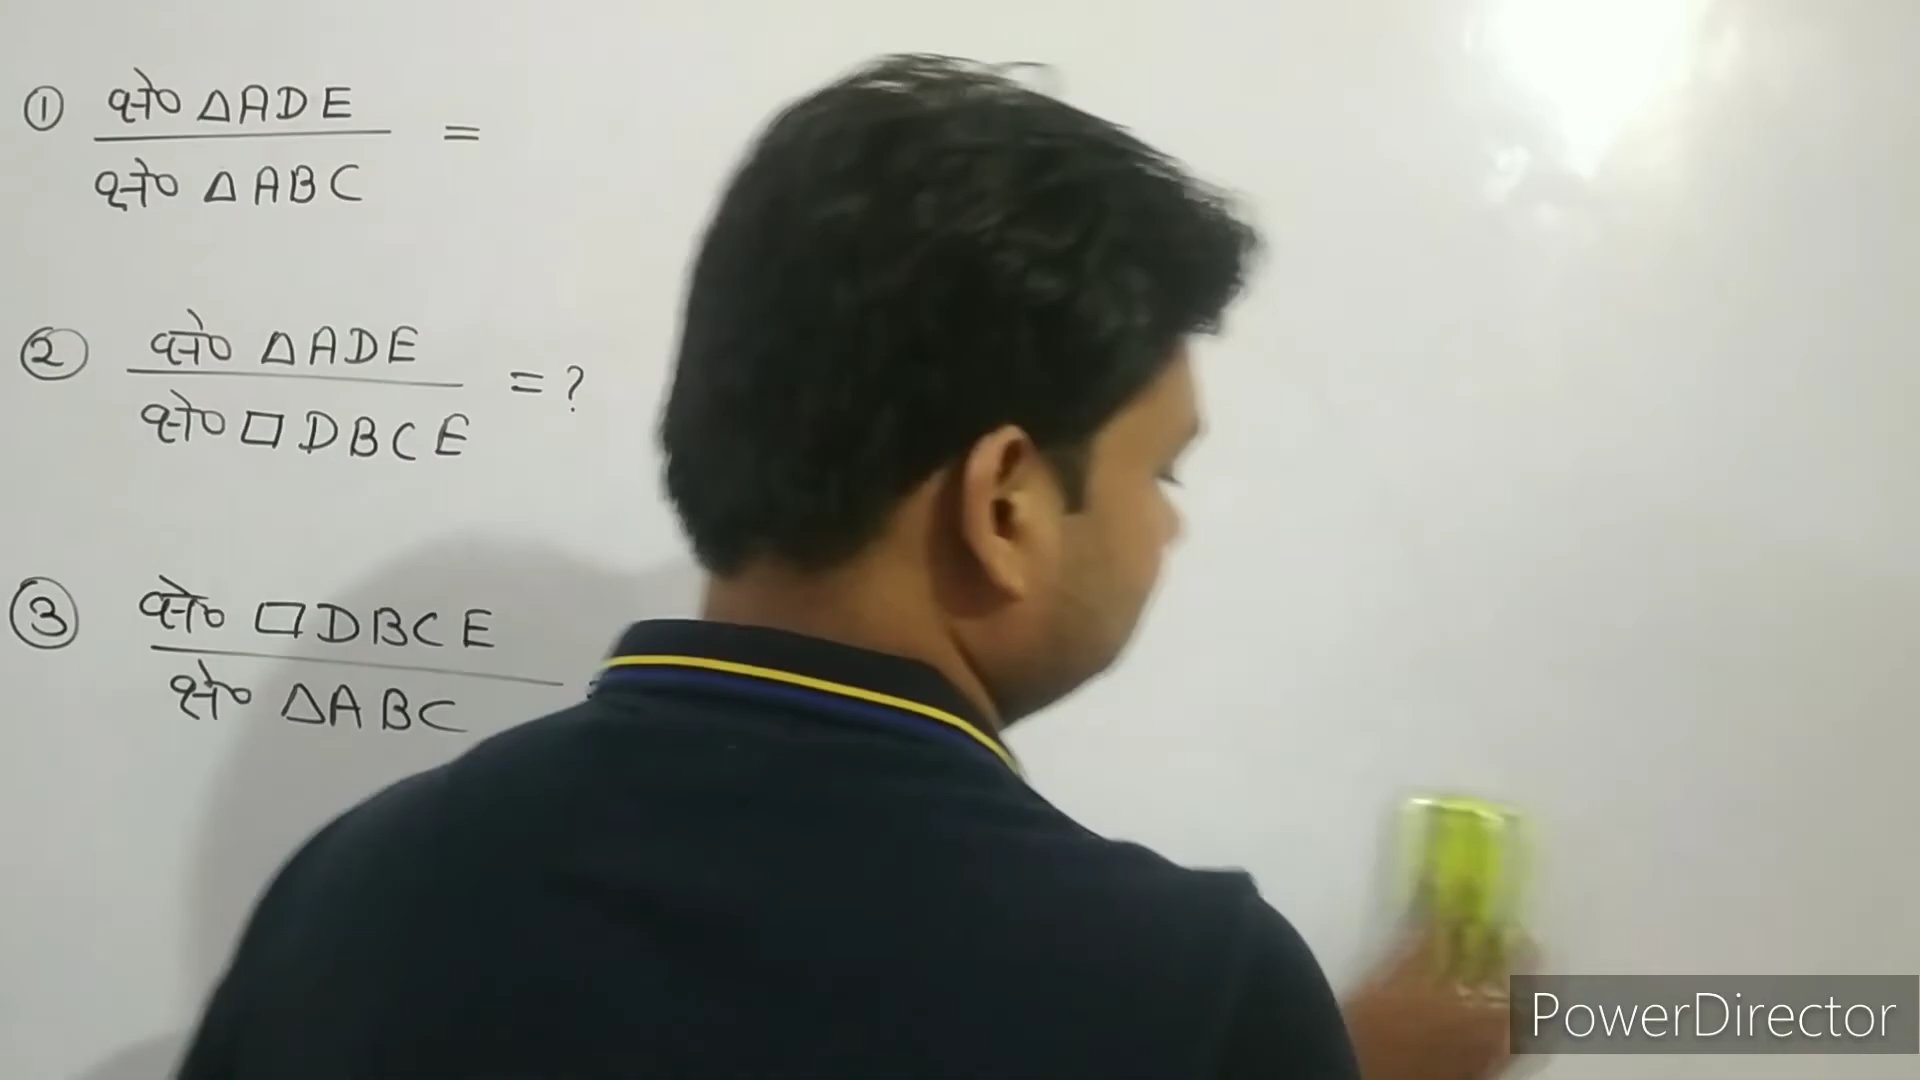 ① क्षे० △ADE =
क्षे० △ABC
② क्षे० △ADE = ?
क्षे० □DBCE
③ क्षे० □DBCE
क्षे० △ABC
PowerDirector